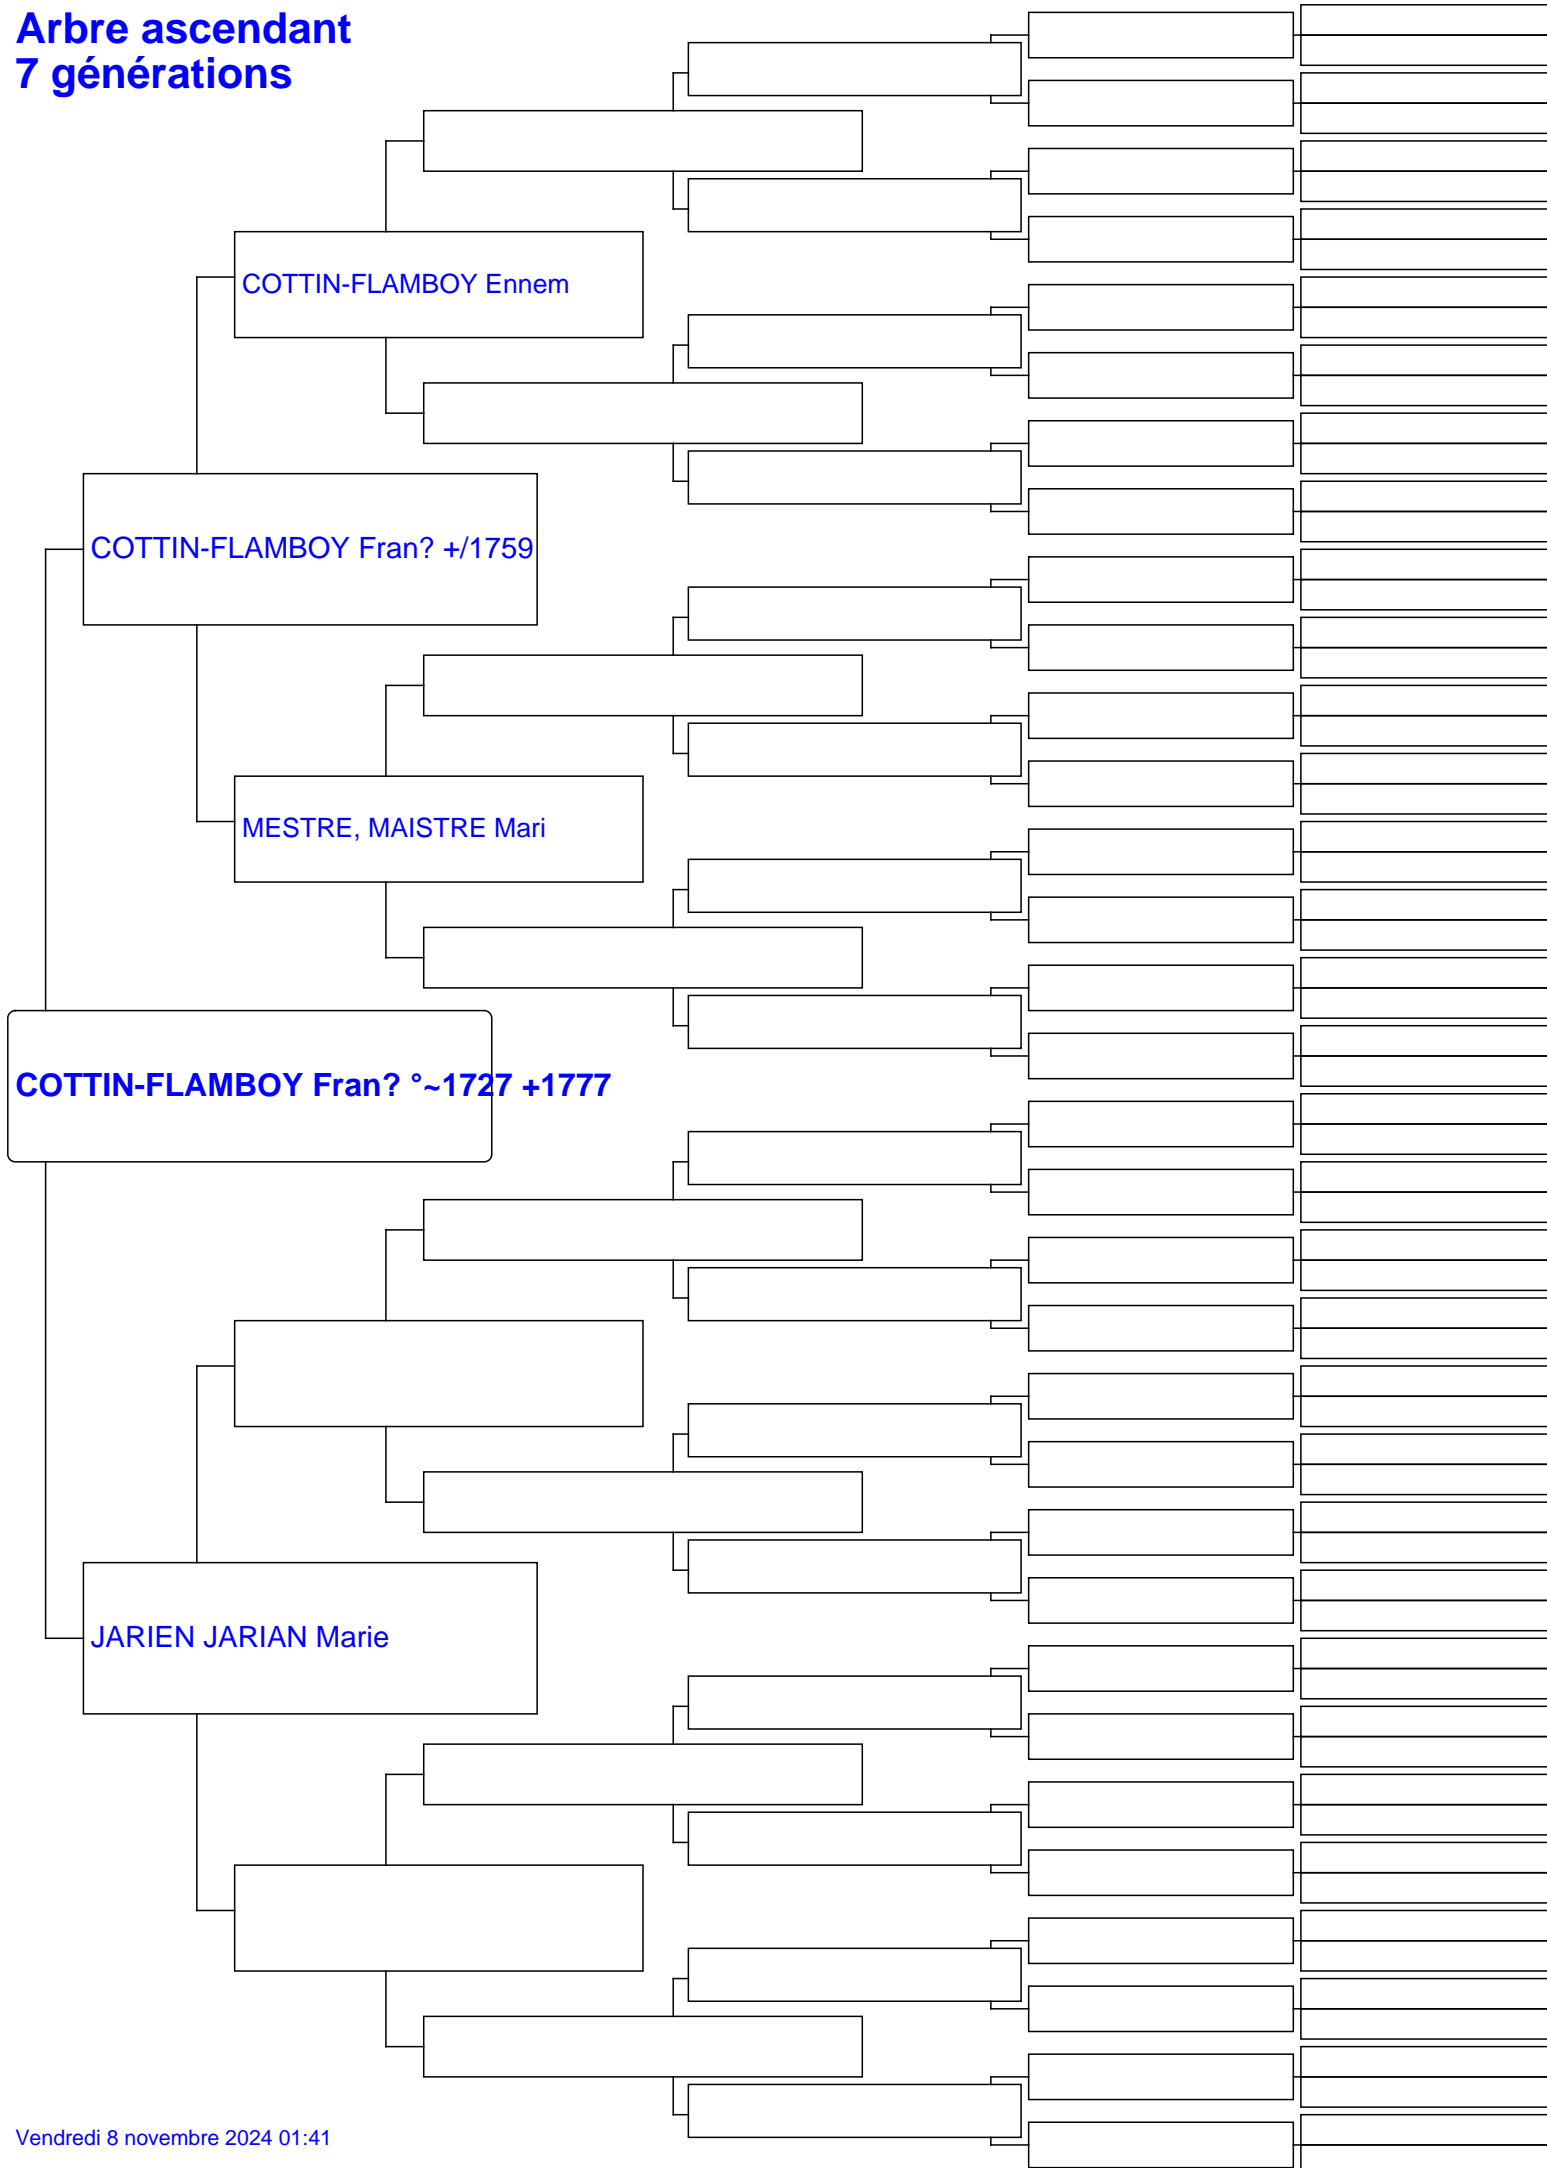 Arbre ascendant
7 générations
COTTIN-FLAMBOY Ennem
COTTIN-FLAMBOY Fran? +/1759
MESTRE, MAISTRE Mari
COTTIN-FLAMBOY Fran? °~1727 +1777
JARIEN JARIAN Marie
Vendredi 8 novembre 2024 01:41